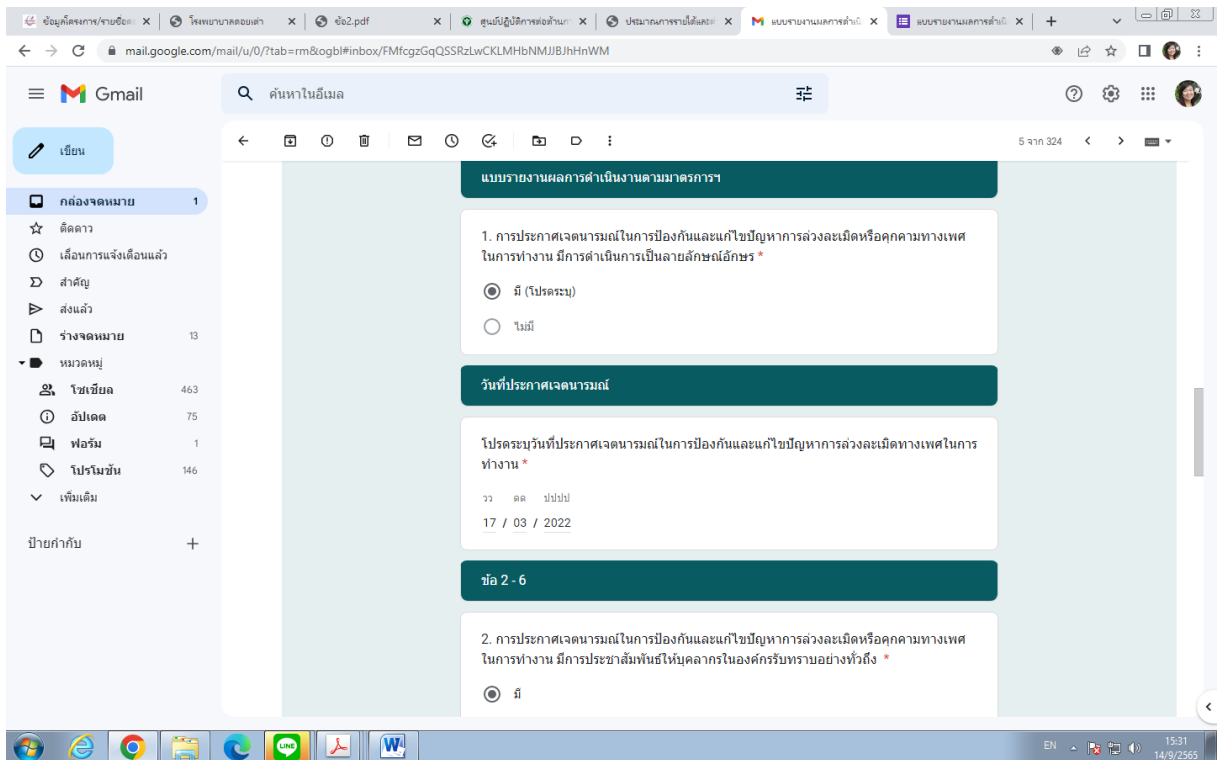 ข้อมูลโครงการ/รายชื่อคะ
โรงพยาบาลดอยเต่า
ข้อ2.pdf
ศูนย์ปฏิบัติการต่อต้านกา
ประมาณการรายได้และค
แบบรายงานผลการดำเนิ
แบบรายงานผลการดำเนิ
mail.google.com/mail/u/0/?tab=rm&ogbl#inbox/FMfcgzGqQSSRzLwCKLMHbNMJJBJhHnWM
Gmail
ค้นหาในอีเมล
เขียน
5 จาก 324
กล่องจดหมาย 1
ติดดาว
เลื่อนการแจ้งเตือนแล้ว
สำคัญ
ส่งแล้ว
ร่างจดหมาย 13
หมวดหมู่
โซเชียล 463
อัปเดต 75
ฟอรัม 1
โปรโมชัน 146
เพิ่มเติม
ป้ายกำกับ
แบบรายงานผลการดำเนินงานตามมาตรการฯ
1. การประกาศเจตนารมณ์ในการป้องกันและแก้ไขปัญหาการล่วงละเมิดหรือคุกคามทางเพศ
ในการทำงาน มีการดำเนินการเป็นลายลักษณ์อักษร *
มี (โปรดระบุ)
ไม่มี
วันที่ประกาศเจตนารมณ์
โปรดระบุวันที่ประกาศเจตนารมณ์ในการป้องกันและแก้ไขปัญหาการล่วงละเมิดทางเพศในการ
ทำงาน *
วว ดด ปปปป
17 / 03 / 2022
ข้อ 2 - 6
2. การประกาศเจตนารมณ์ในการป้องกันและแก้ไขปัญหาการล่วงละเมิดหรือคุกคามทางเพศ
ในการทำงาน มีการประชาสัมพันธ์ให้บุคลากรในองค์กรรับทราบอย่างทั่วถึง *
มี
LINE
EN
15:31
14/9/2565